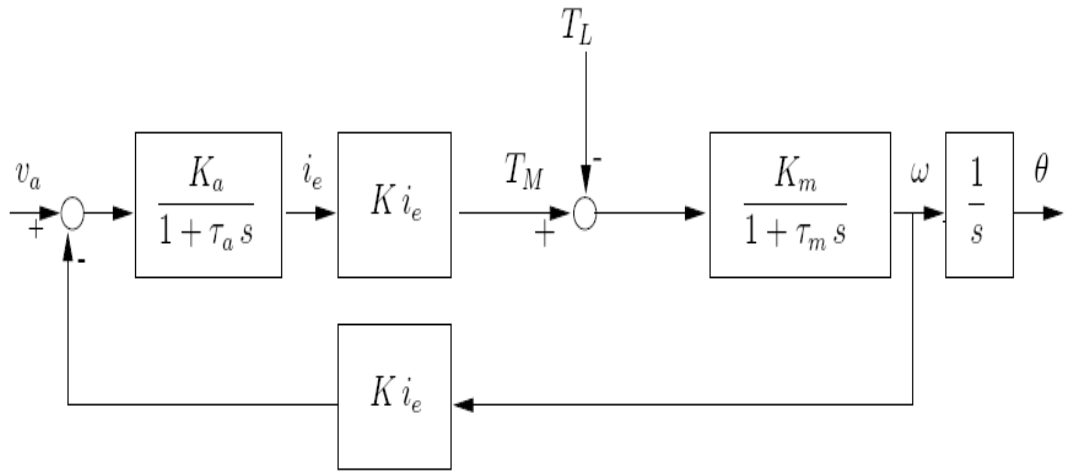 T_L
v_a
+
-
K_a
1 + τ_a s
i_e
K i_e
T_M
+
-
K_m
1 + τ_m s
ω
1
s
θ
K i_e